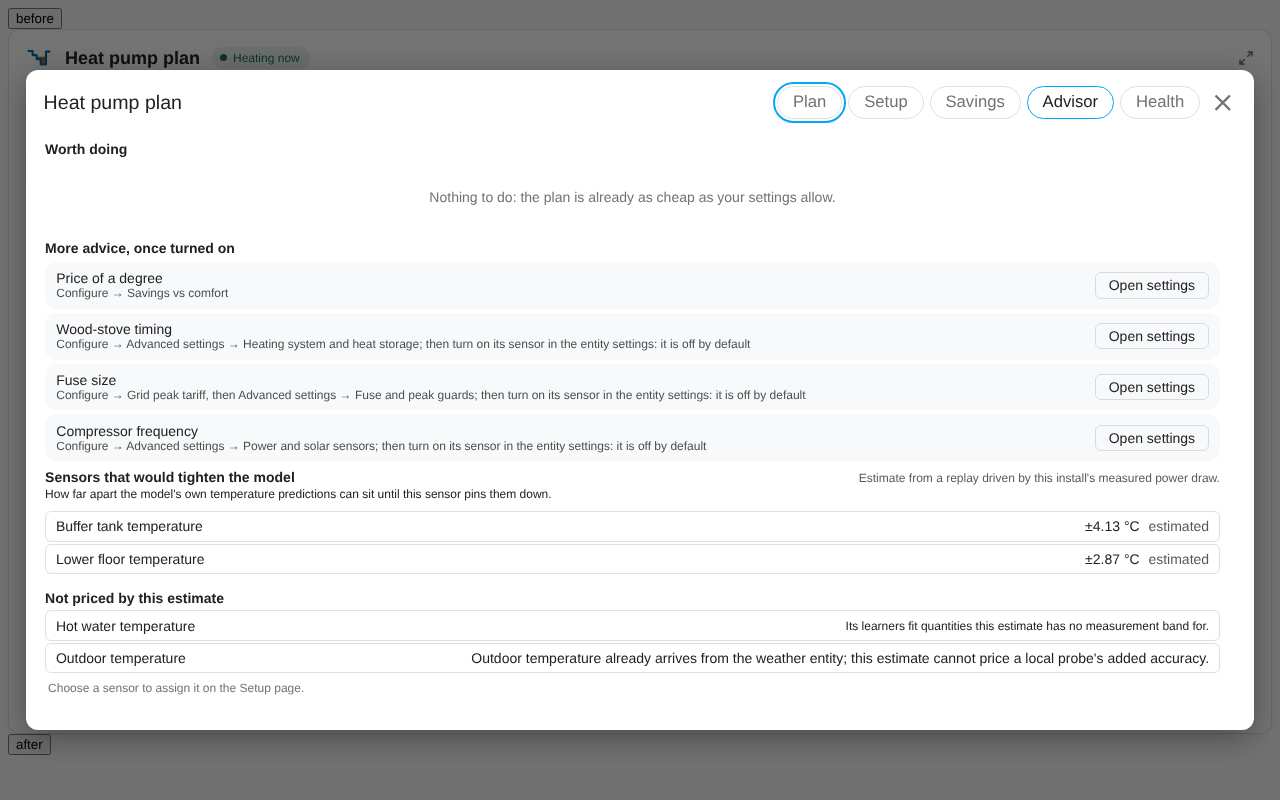 before
Heat pump plan
Heating now
Heat pump plan
Plan
Setup
Savings
Advisor
Health
Worth doing
Nothing to do: the plan is already as cheap as your settings allow.
More advice, once turned on
Price of a degree
Configure → Savings vs comfort
Open settings
Wood-stove timing
Configure → Advanced settings → Heating system and heat storage; then turn on its sensor in the entity settings: it is off by default
Open settings
Fuse size
Configure → Grid peak tariff, then Advanced settings → Fuse and peak guards; then turn on its sensor in the entity settings: it is off by default
Open settings
Compressor frequency
Configure → Advanced settings → Power and solar sensors; then turn on its sensor in the entity settings: it is off by default
Open settings
Sensors that would tighten the model
Estimate from a replay driven by this install's measured power draw.
How far apart the model's own temperature predictions can sit until this sensor pins them down.
Buffer tank temperature
±4.13 °C estimated
Lower floor temperature
±2.87 °C estimated
Not priced by this estimate
Hot water temperature
Its learners fit quantities this estimate has no measurement band for.
Outdoor temperature
Outdoor temperature already arrives from the weather entity; this estimate cannot price a local probe's added accuracy.
Choose a sensor to assign it on the Setup page.
after